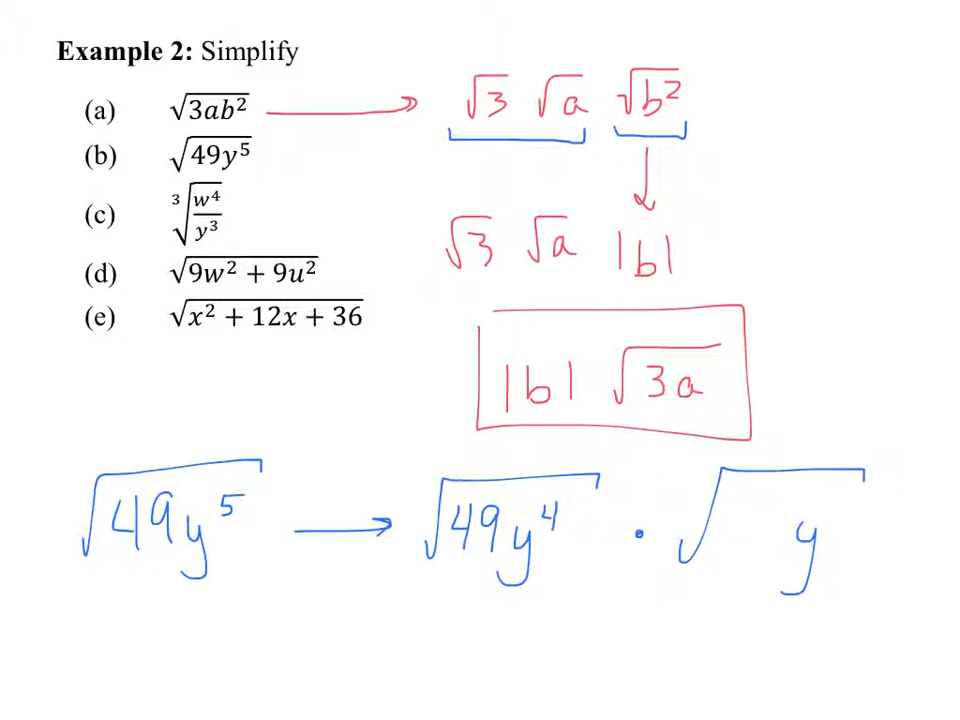 Example 2: Simplify
(a) √(3ab²) → √3 √a √(b²)
(b) √(49y⁵)
(c) ∛(w⁴/y³)
√3 √a |b|
(d) √(9w² + 9u²)
(e) √(x² + 12x + 36)
|b| √(3a)
√(49y⁵) → √(49y⁴) · √(y)